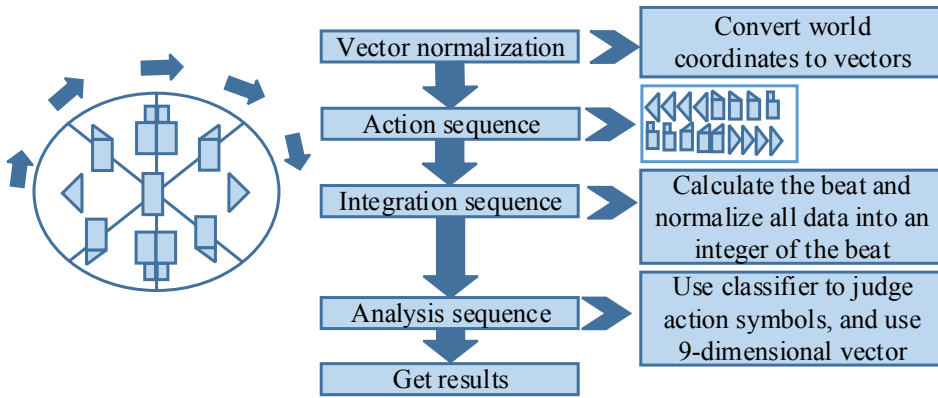 Vector normalization
Convert world
coordinates to vectors
Action sequence
Integration sequence
Calculate the beat and
normalize all data into an
integer of the beat
Analysis sequence
Use classifier to judge
action symbols, and use
9-dimensional vector
Get results